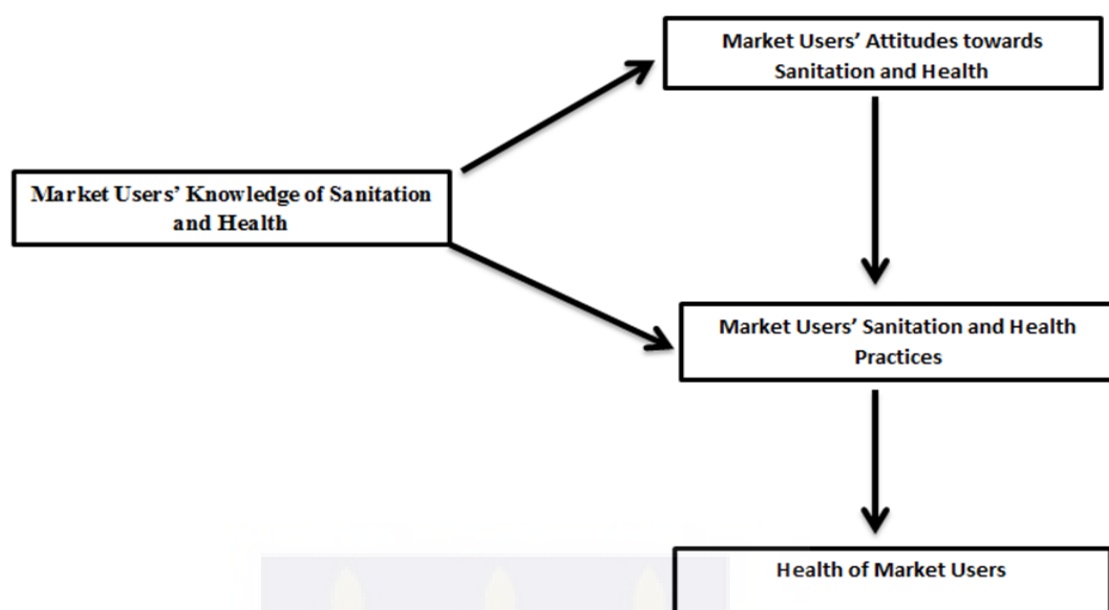 Market Users’ Attitudes towards
Sanitation and Health
Market Users’ Knowledge of Sanitation
and Health
Market Users’ Sanitation and Health
Practices
Health of Market Users